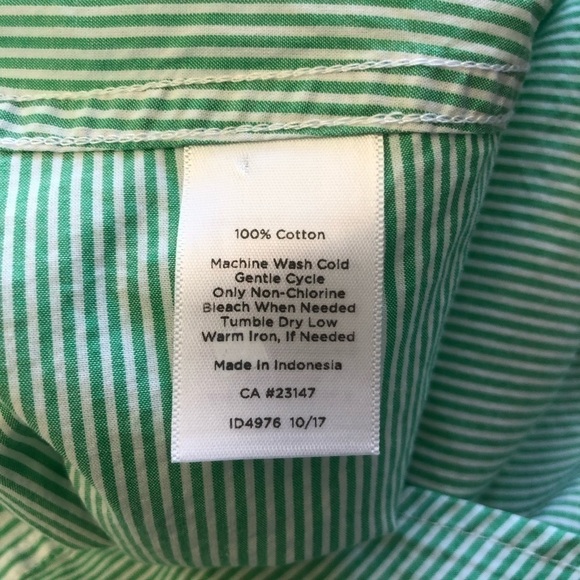 100% Cotton
Machine Wash Cold
Gentle Cycle
Only Non-Chlorine
Bleach When Needed
Tumble Dry Low
Warm Iron, If Needed
Made in Indonesia
CA #23147
ID4976 10/17